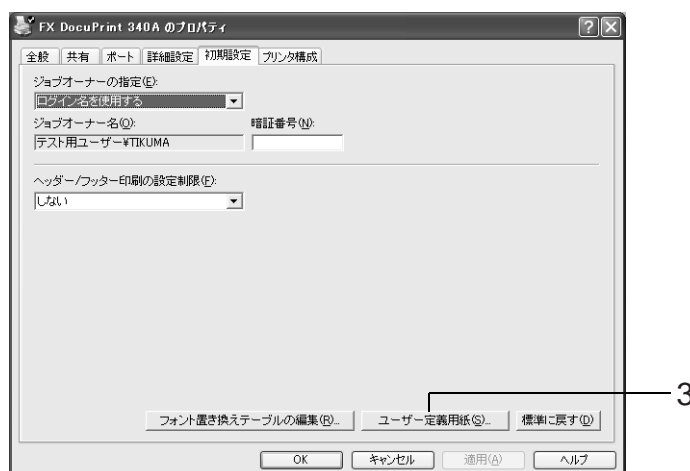 FX DocuPrint 340A のプロパティ
全般 共有 ポート 詳細設定 初期設定 プリンタ構成
ジョブオーナーの指定(E):
ログイン名を使用する
ジョブオーナー名(O): 暗証番号(N):
テスト用ユーザー¥TIKUMA
ヘッダー/フッター印刷の設定制限(F):
しない
3
フォント置き換えテーブルの編集(R)... ユーザー定義用紙(S)... 標準に戻す(D)
OK キャンセル 適用(A) ヘルプ